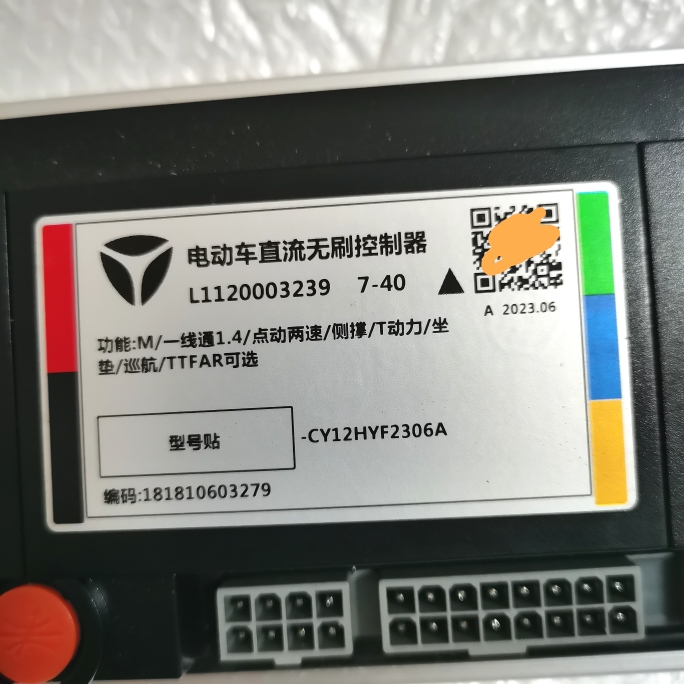 电动车直流无刷控制器
L1120003239 7-40
A 2023.06
功能:M/一线通1.4/点动两速/侧撑/T动力/坐
垫/巡航/TTFAR可选
型号贴
-CY12HYF2306A
编码:181810603279